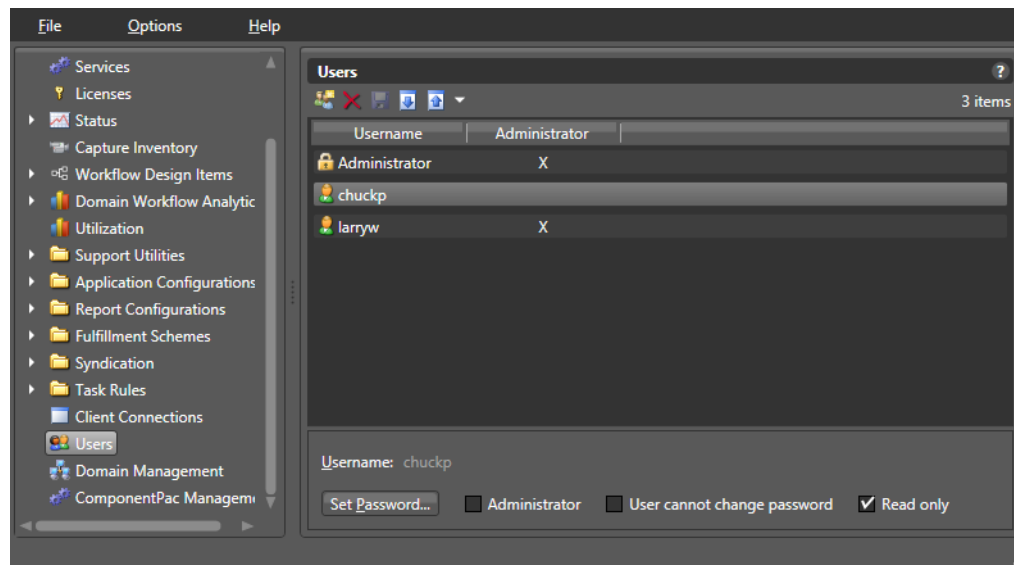 File Options Help
Services
Licenses
Status
Capture Inventory
Workflow Design Items
Domain Workflow Analytic
Utilization
Support Utilities
Application Configurations
Report Configurations
Fulfillment Schemes
Syndication
Task Rules
Client Connections
Users
Domain Management
ComponentPac Managem
Users ?
3 items
Username Administrator
Administrator X
chuckp
larryw X
Username: chuckp
Set Password... Administrator User cannot change password Read only